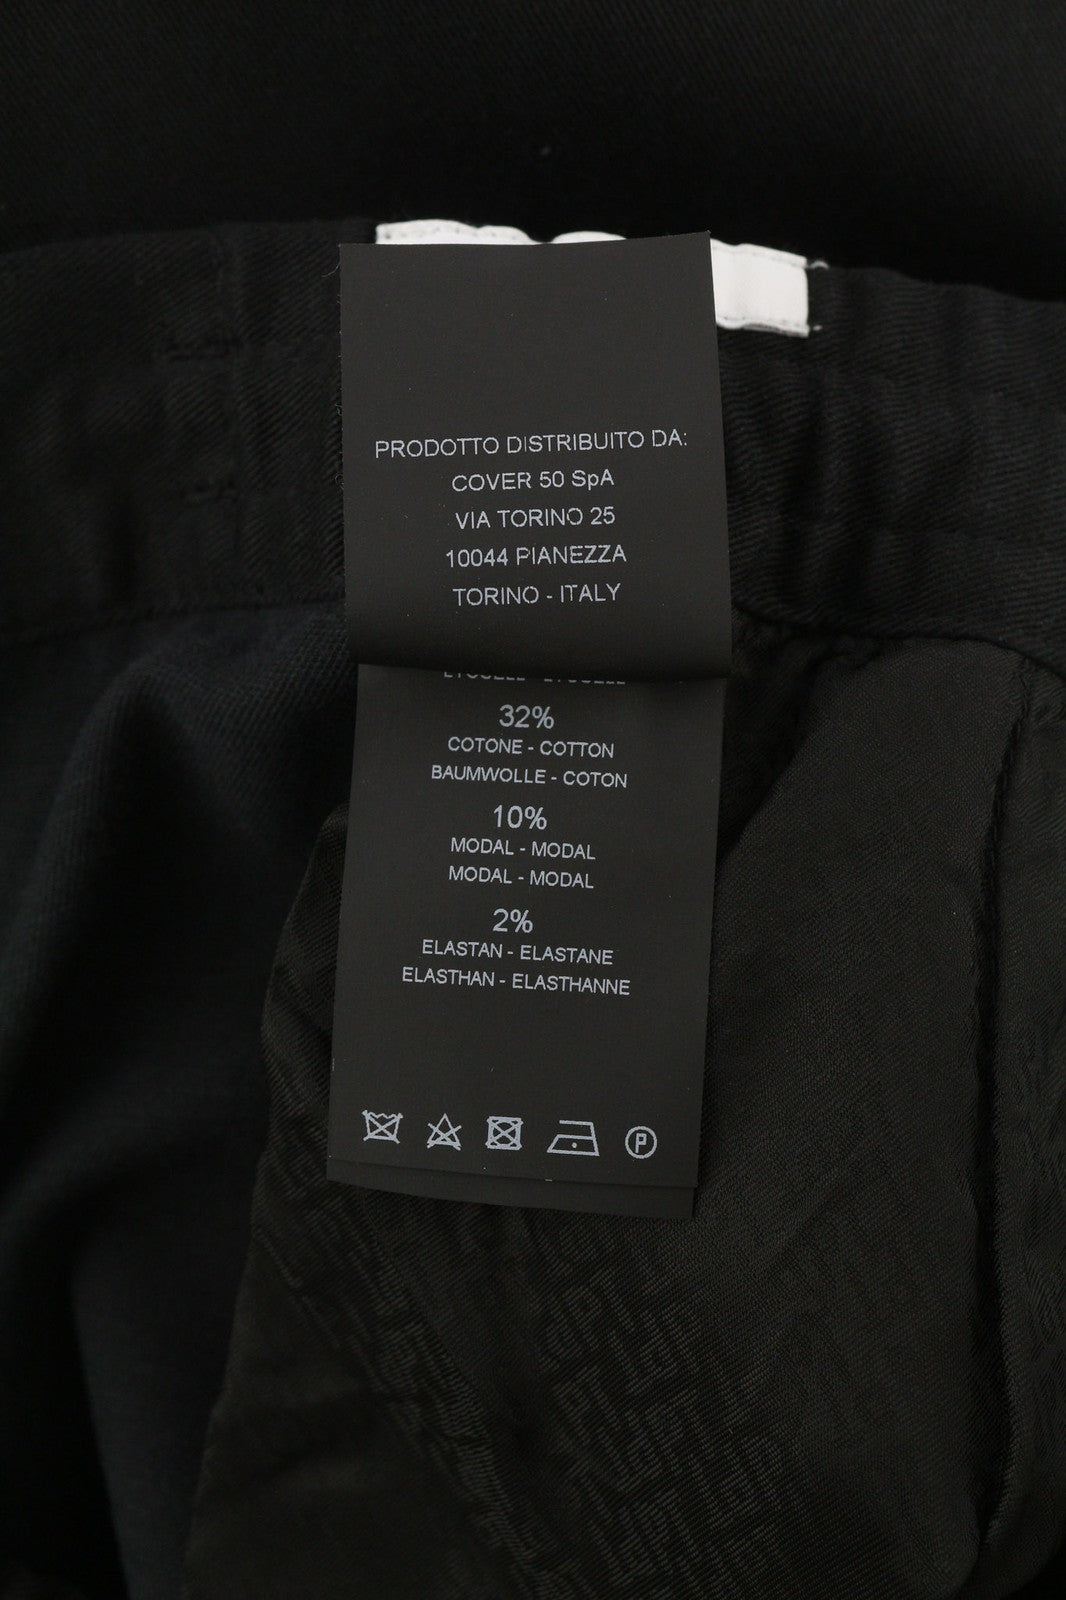 PRODOTTO DISTRIBUITO DA:
COVER 50 SpA
VIA TORINO 25
10044 PIANEZZA
TORINO - ITALY
32%
COTONE - COTTON
BAUMWOLLE - COTON
10%
MODAL - MODAL
MODAL - MODAL
2%
ELASTAN - ELASTANE
ELASTHAN - ELASTHANNE
P